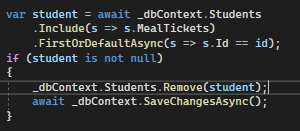 var student = await _dbContext.Students
.Include(s => s.MealTickets)
.FirstOrDefaultAsync(s => s.Id == id);
if (student is not null)
{
_dbContext.Students.Remove(student);
await _dbContext.SaveChangesAsync();
}